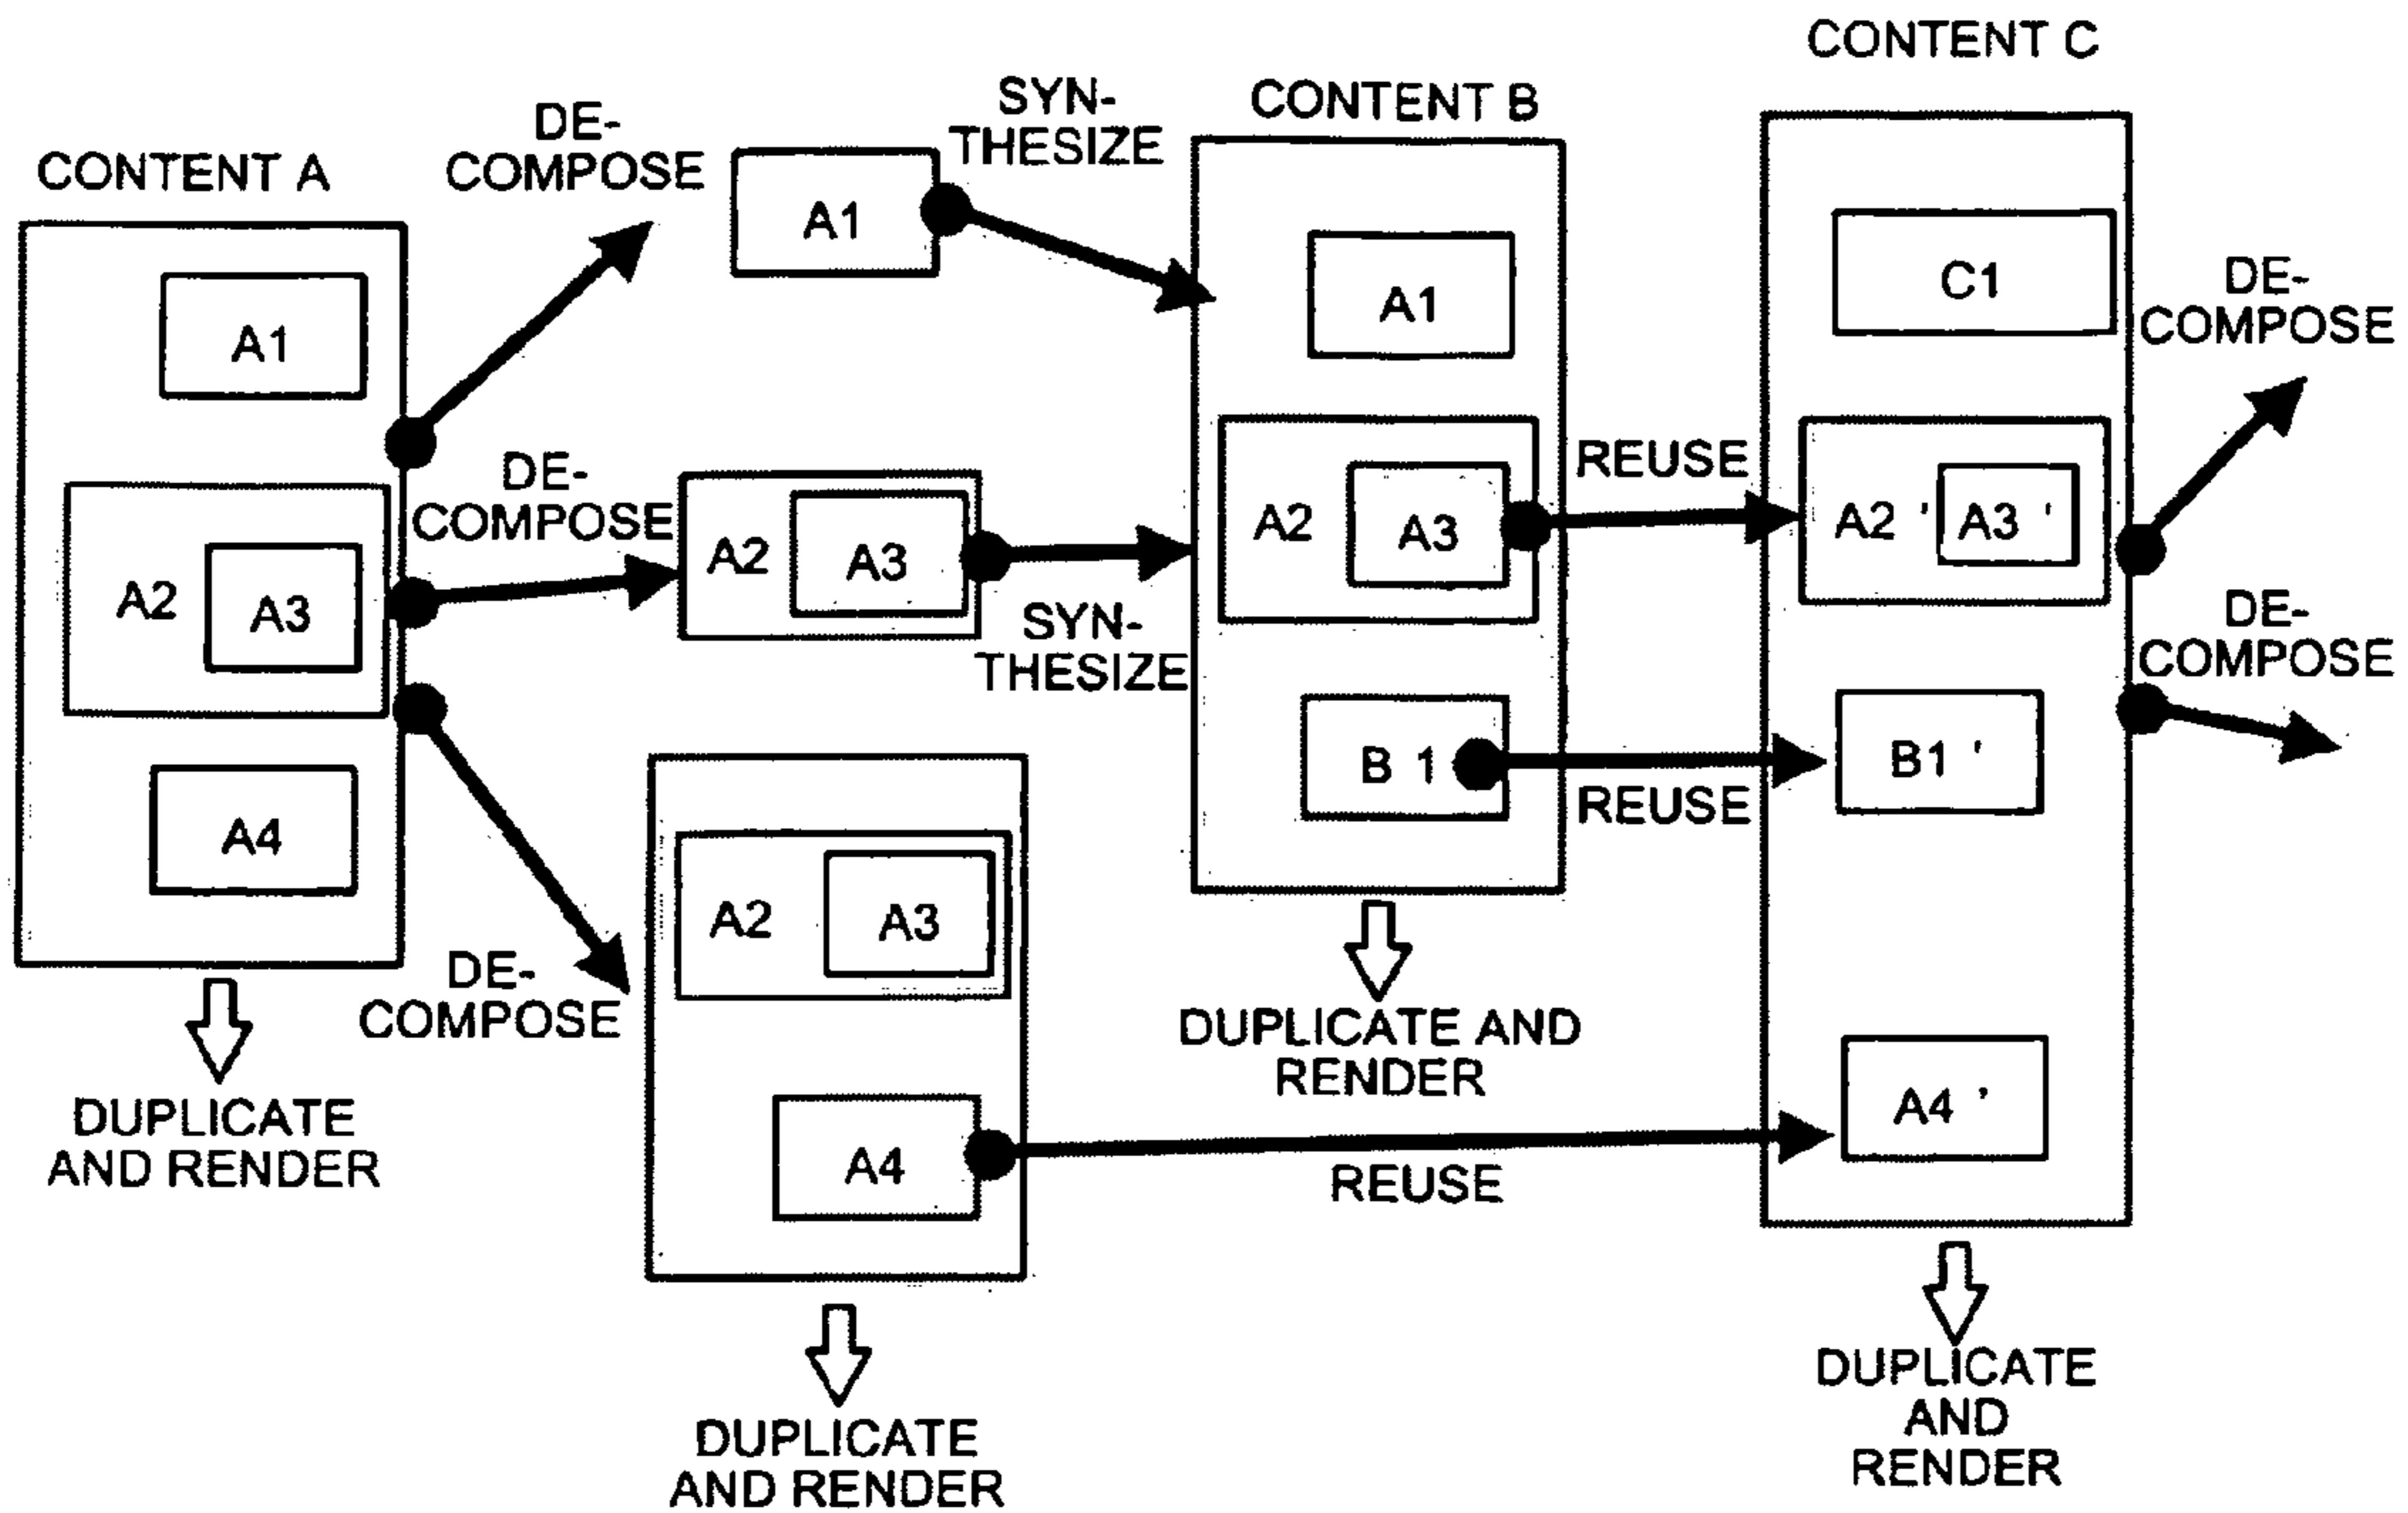 CONTENT A
A1
A2
A3
A4
DUPLICATE
AND RENDER
DE-
COMPOSE
DE-
COMPOSE
DE-
COMPOSE
A1
SYN-
THESIZE
A2
A3
SYN-
THESIZE
A2
A3
A4
DUPLICATE
AND RENDER
CONTENT B
A1
A2
A3
B 1
DUPLICATE AND
RENDER
REUSE
REUSE
REUSE
CONTENT C
C1
A2 '
A3 '
B1 '
A4 '
DUPLICATE
AND
RENDER
DE-
COMPOSE
DE-
COMPOSE